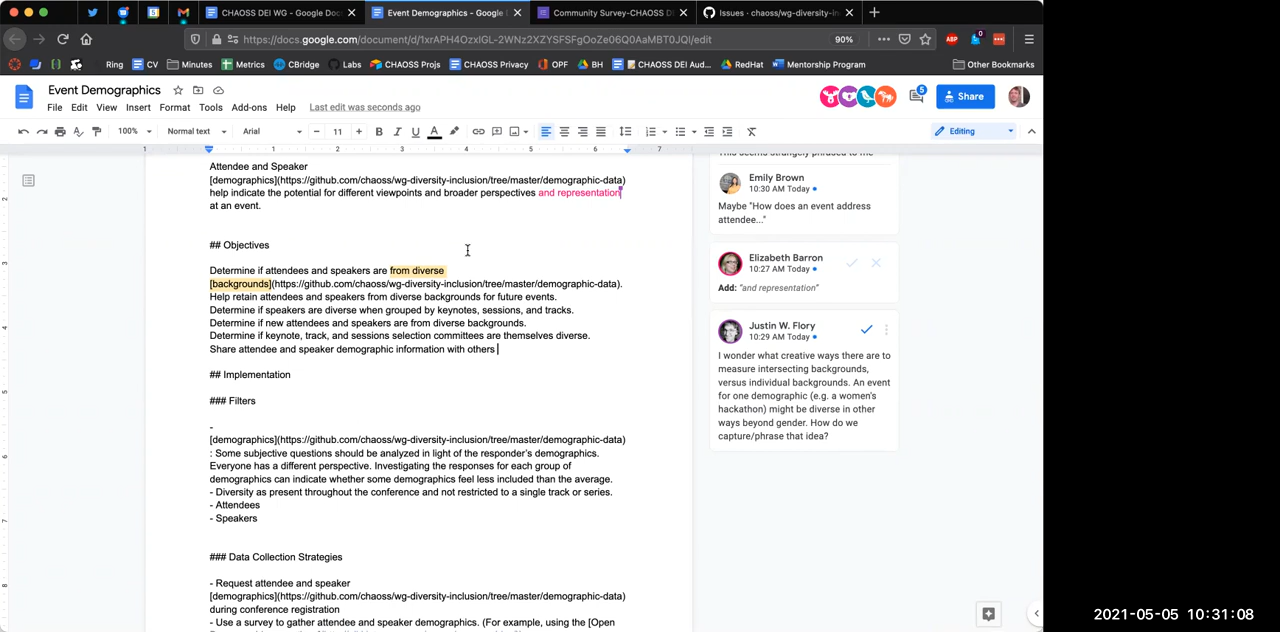 CHAOSS DEI WG - Google Doc
Event Demographics - Google
Community Survey-CHAOSS D
Issues · chaoss/wg-diversity-in
https://docs.google.com/document/d/1xrAPH4OzxIGL-2WNz2XZYSFSFgOoZe06Q0AaMBT0JQI/edit
90%
ABP
0
Ring
CV
Minutes
Metrics
CBridge
Labs
CHAOSS Projs
CHAOSS Privacy
OPF
BH
CHAOSS DEI Aud...
RedHat
Mentorship Program
Other Bookmarks
Event Demographics
File Edit View Insert Format Tools Add-ons Help Last edit was seconds ago
5
Share
100%
Normal text
Arial
11
Editing
1 1 2 3 4 5 6 7
Attendee and Speaker
[demographics](https://github.com/chaoss/wg-diversity-inclusion/tree/master/demographic-data)
help indicate the potential for different viewpoints and broader perspectives and representation
at an event.
## Objectives
Determine if attendees and speakers are from diverse
[backgrounds](https://github.com/chaoss/wg-diversity-inclusion/tree/master/demographic-data).
Help retain attendees and speakers from diverse backgrounds for future events.
Determine if speakers are diverse when grouped by keynotes, sessions, and tracks.
Determine if new attendees and speakers are from diverse backgrounds.
Determine if keynote, track, and sessions selection committees are themselves diverse.
Share attendee and speaker demographic information with others
## Implementation
### Filters
-
[demographics](https://github.com/chaoss/wg-diversity-inclusion/tree/master/demographic-data)
: Some subjective questions should be analyzed in light of the responder's demographics.
Everyone has a different perspective. Investigating the responses for each group of
demographics can indicate whether some demographics feel less included than the average.
- Diversity as present throughout the conference and not restricted to a single track or series.
- Attendees
- Speakers
### Data Collection Strategies
- Request attendee and speaker
[demographics](https://github.com/chaoss/wg-diversity-inclusion/tree/master/demographic-data)
during conference registration
- Use a survey to gather attendee and speaker demographics. (For example, using the [Open
This seems strangely phrased to me
Emily Brown
10:30 AM Today
Maybe "How does an event address
attendee..."
Elizabeth Barron
10:27 AM Today
Add: "and representation"
Justin W. Flory
10:29 AM Today
I wonder what creative ways there are to
measure intersecting backgrounds,
versus individual backgrounds. An event
for one demographic (e.g. a women's
hackathon) might be diverse in other
ways beyond gender. How do we
capture/phrase that idea?
2021-05-05 10:31:08